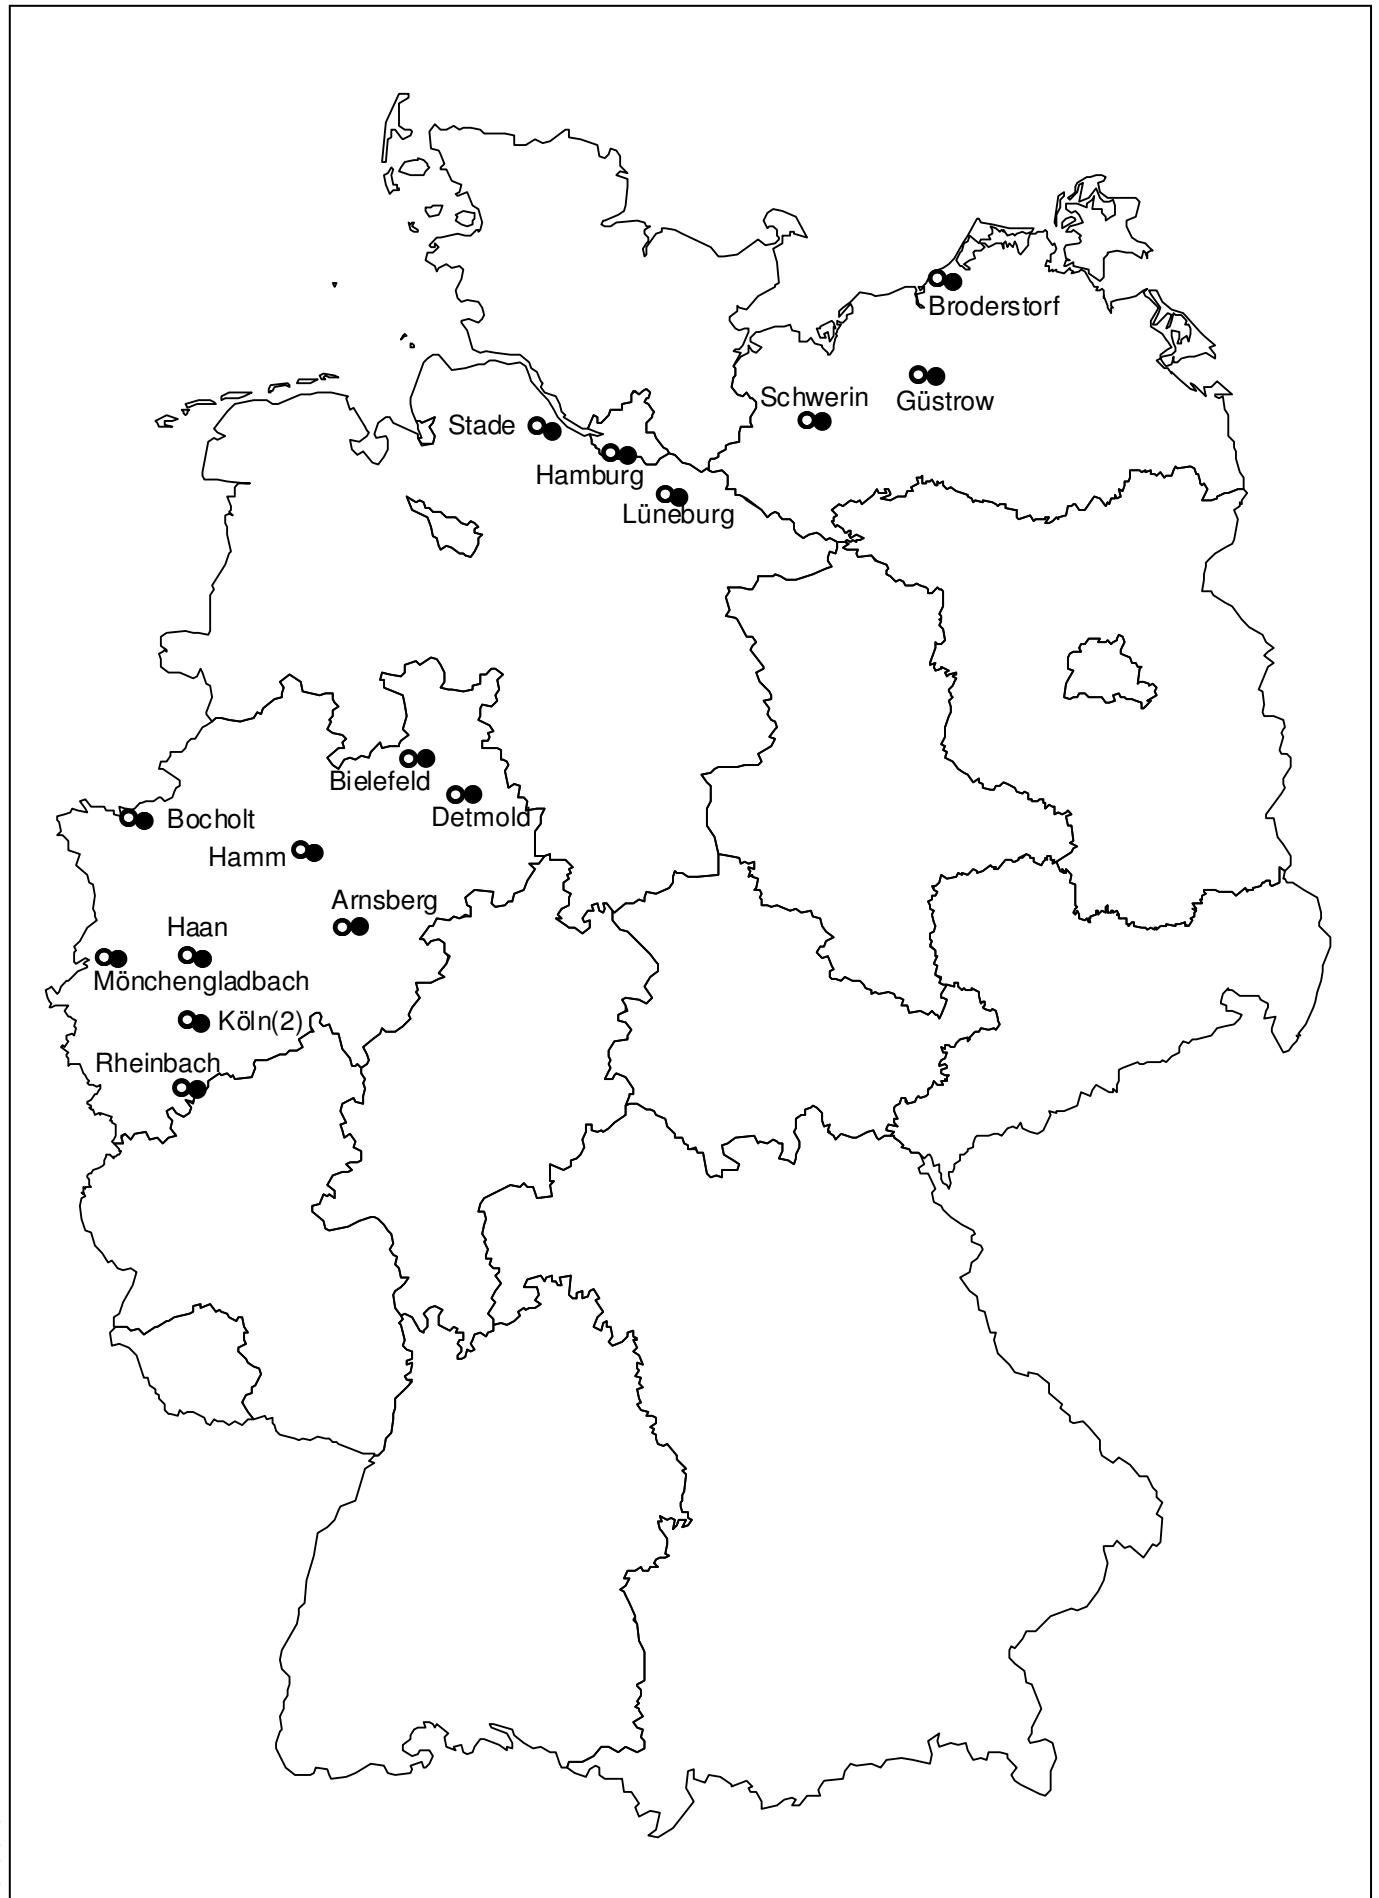 Broderstorf
Schwerin
Güstrow
Stade
Hamburg
Lüneburg
Bielefeld
Detmold
Bocholt
Hamm
Arnsberg
Haan
Mönchengladbach
Köln(2)
Rheinbach